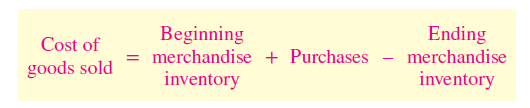 Cost of goods sold = Beginning merchandise inventory + Purchases − Ending merchandise inventory